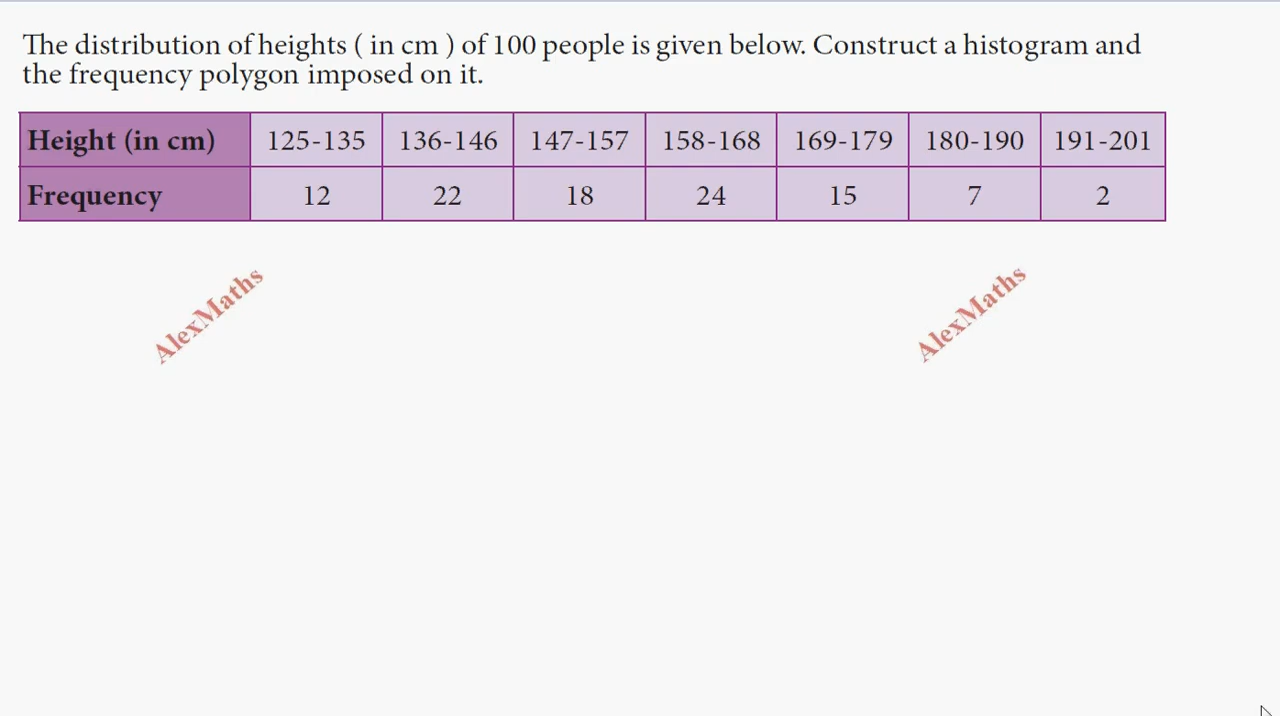 The distribution of heights ( in cm ) of 100 people is given below. Construct a histogram and
the frequency polygon imposed on it.
Height (in cm) 125-135 136-146 147-157 158-168 169-179 180-190 191-201
Frequency 12 22 18 24 15 7 2
AlexMaths
AlexMaths